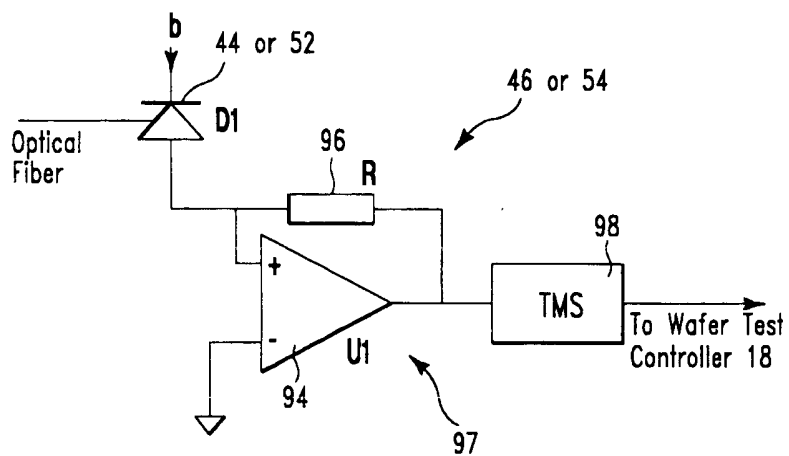 b
44 or 52
D1
46 or 54
Optical
Fiber
96
R
98
+
TMS
-
U1
To Wafer Test
Controller 18
94
97